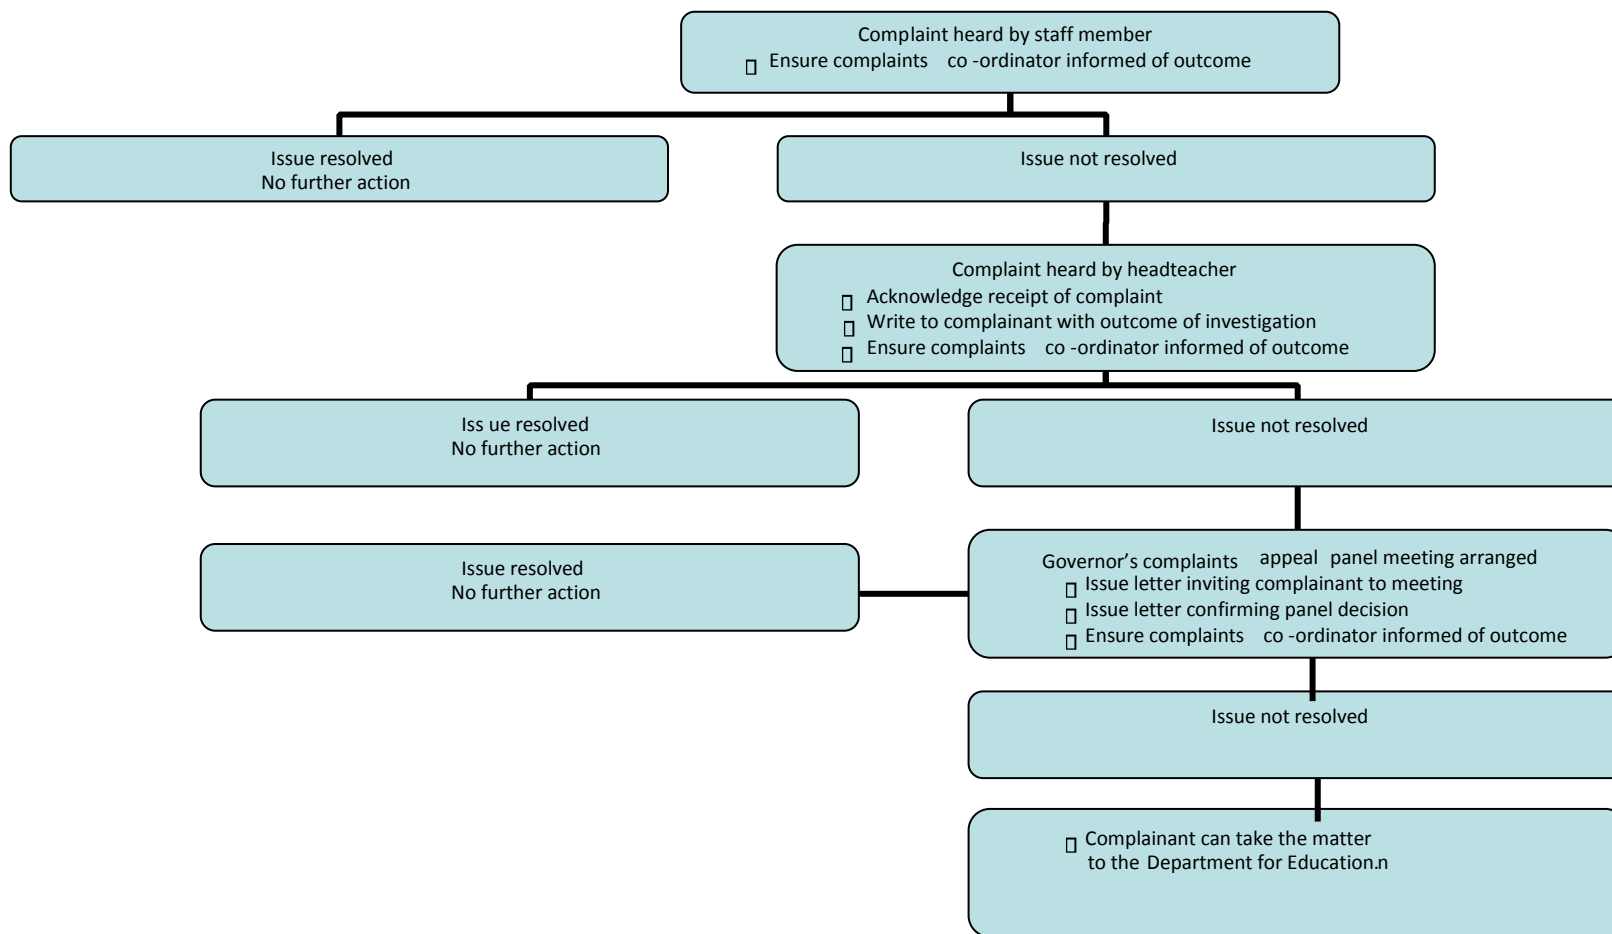 Complaint heard by staff member
▯ Ensure complaints co -ordinator informed of outcome
Issue resolved
No further action
Issue not resolved
Complaint heard by headteacher
▯ Acknowledge receipt of complaint
▯ Write to complainant with outcome of investigation
▯ Ensure complaints co -ordinator informed of outcome
Iss ue resolved
No further action
Issue not resolved
Issue resolved
No further action
Governor’s complaints appeal panel meeting arranged
▯ Issue letter inviting complainant to meeting
▯ Issue letter confirming panel decision
▯ Ensure complaints co -ordinator informed of outcome
Issue not resolved
▯ Complainant can take the matter
to the Department for Education.n